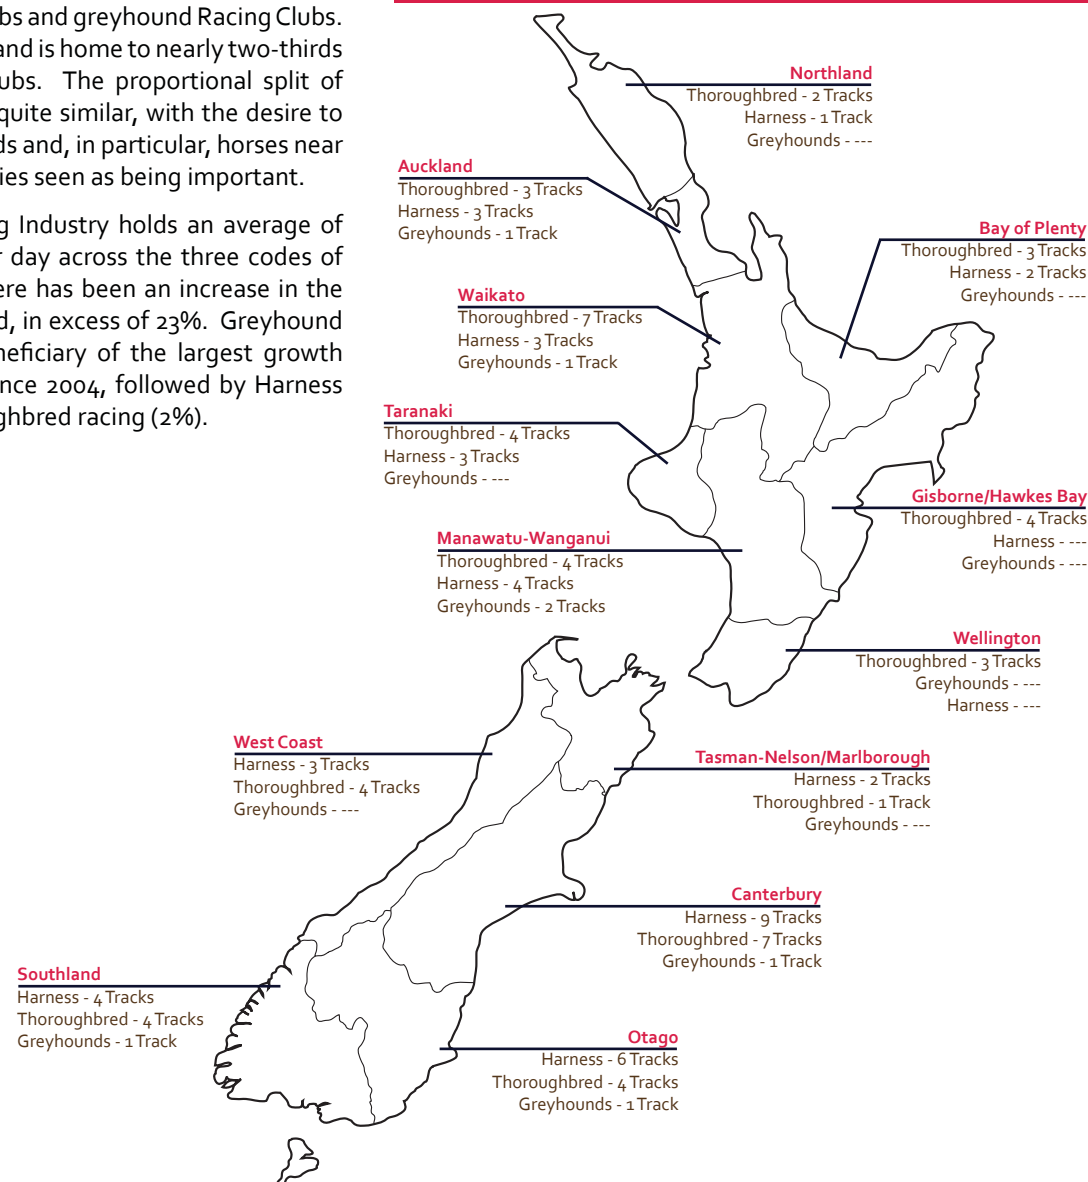 bs and greyhound Racing Clubs.
and is home to nearly two-thirds
ubs. The proportional split of
quite similar, with the desire to
ds and, in particular, horses near
ies seen as being important.
g Industry holds an average of
r day across the three codes of
ere has been an increase in the
d, in excess of 23%. Greyhound
neficiary of the largest growth
ince 2004, followed by Harness
ghbred racing (2%).
Northland
Thoroughbred - 2 Tracks
Harness - 1 Track
Greyhounds - ---
Auckland
Thoroughbred - 3 Tracks
Harness - 3 Tracks
Greyhounds - 1 Track
Bay of Plenty
Thoroughbred - 3 Tracks
Harness - 2 Tracks
Greyhounds - ---
Waikato
Thoroughbred - 7 Tracks
Harness - 3 Tracks
Greyhounds - 1 Track
Taranaki
Thoroughbred - 4 Tracks
Harness - 3 Tracks
Greyhounds - ---
Gisborne/Hawkes Bay
Thoroughbred - 4 Tracks
Harness - ---
Greyhounds - ---
Manawatu-Wanganui
Thoroughbred - 4 Tracks
Harness - 4 Tracks
Greyhounds - 2 Tracks
Wellington
Thoroughbred - 3 Tracks
Greyhounds - ---
Harness - ---
West Coast
Harness - 3 Tracks
Thoroughbred - 4 Tracks
Greyhounds - ---
Tasman-Nelson/Marlborough
Harness - 2 Tracks
Thoroughbred - 1 Track
Greyhounds - ---
Canterbury
Harness - 9 Tracks
Thoroughbred - 7 Tracks
Greyhounds - 1 Track
Southland
Harness - 4 Tracks
Thoroughbred - 4 Tracks
Greyhounds - 1 Track
Otago
Harness - 6 Tracks
Thoroughbred - 4 Tracks
Greyhounds - 1 Track